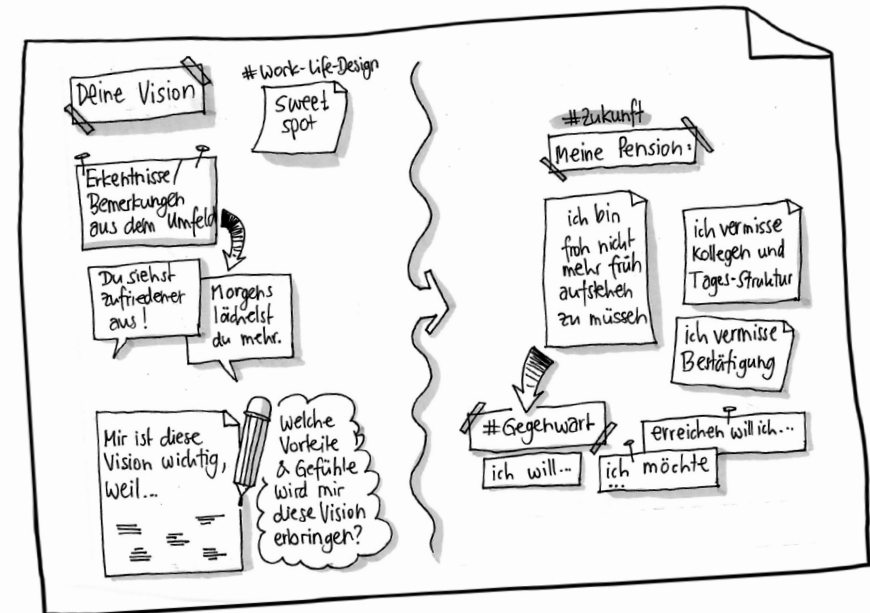 Deine Vision
#Work-Life-Design
Sweet
spot
Erkentnisse/
Bemerkungen
aus dem Umfeld
Du siehst
zufriedener
aus!
Morgens
lächelst
du mehr.
Mir ist diese
Vision wichtig,
weil...
Welche
Vorteile
& Gefühle
wird mir
diese Vision
erbringen?
#Zukunft
Meine Pension:
ich bin
froh nicht
mehr früh
aufstehen
zu müssen
ich vermisse
Kollegen und
Tages-Struktur
ich vermisse
Bestätigung
#Gegenwart
erreichen will ich...
ich will...
ich möchte
...